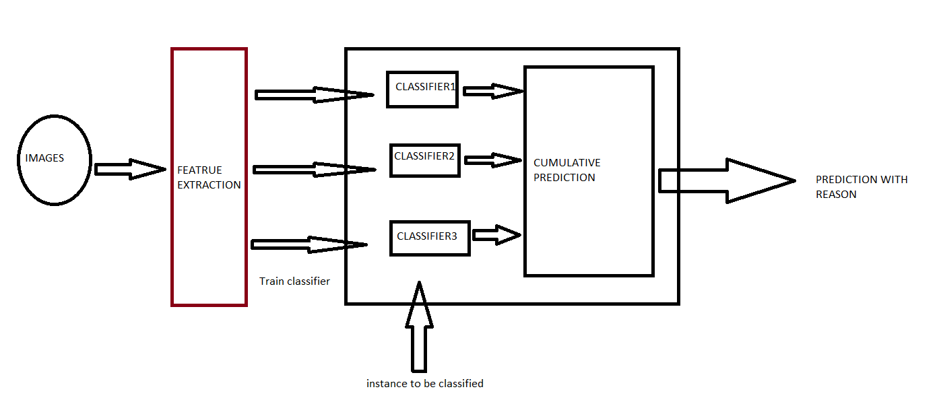 IMAGES
FEATRUE
EXTRACTION
Train classifier
CLASSIFIER1
CLASSIFIER2
CLASSIFIER3
CUMULATIVE
PREDICTION
PREDICTION WITH
REASON
instance to be classified